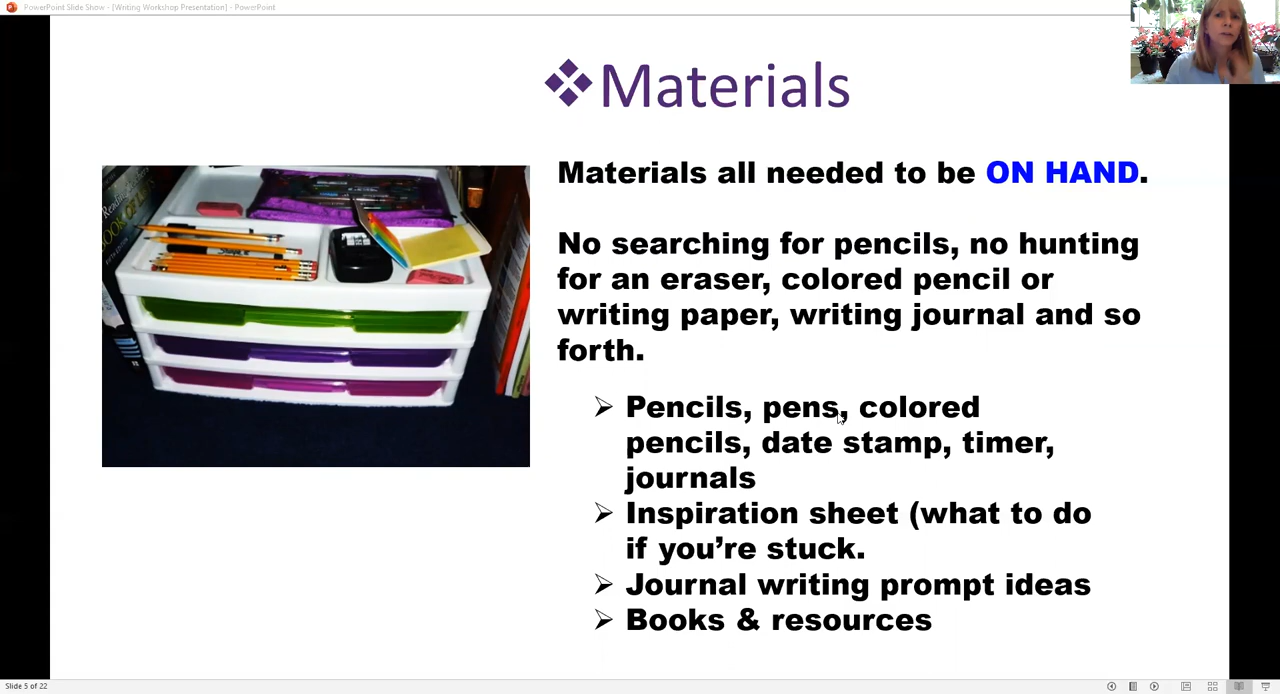 PowerPoint Slide Show - [Writing Workshop Presentation] - PowerPoint
Materials
Materials all needed to be ON HAND.
No searching for pencils, no hunting
for an eraser, colored pencil or
writing paper, writing journal and so
forth.
Pencils, pens, colored
pencils, date stamp, timer,
journals
Inspiration sheet (what to do
if you're stuck.
Journal writing prompt ideas
Books & resources
Slide 5 of 22